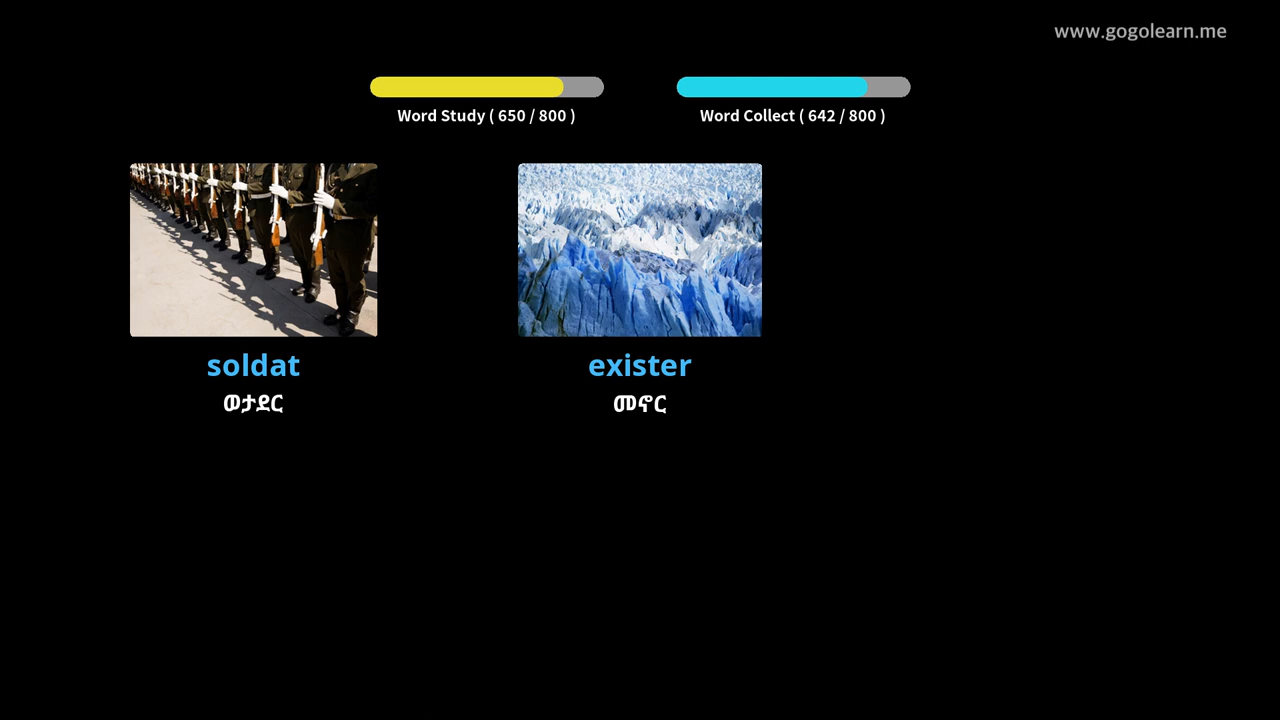 www.gogolearn.me
Word Study ( 650 / 800 )
Word Collect ( 642 / 800 )
soldat
ወታደር
exister
መኖር